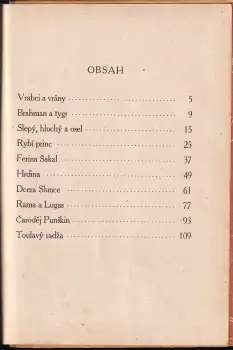 OBSAH
Vrabci a vrány 5
Brahman a tygr 9
Slepý, hluchý a osel 15
Rybí princ 25
Ferina Šakal 37
Hrdina 49
Dcera Slunce 61
Rama a Lugas 77
Čaroděj Punškin 93
Toulavý radža 109